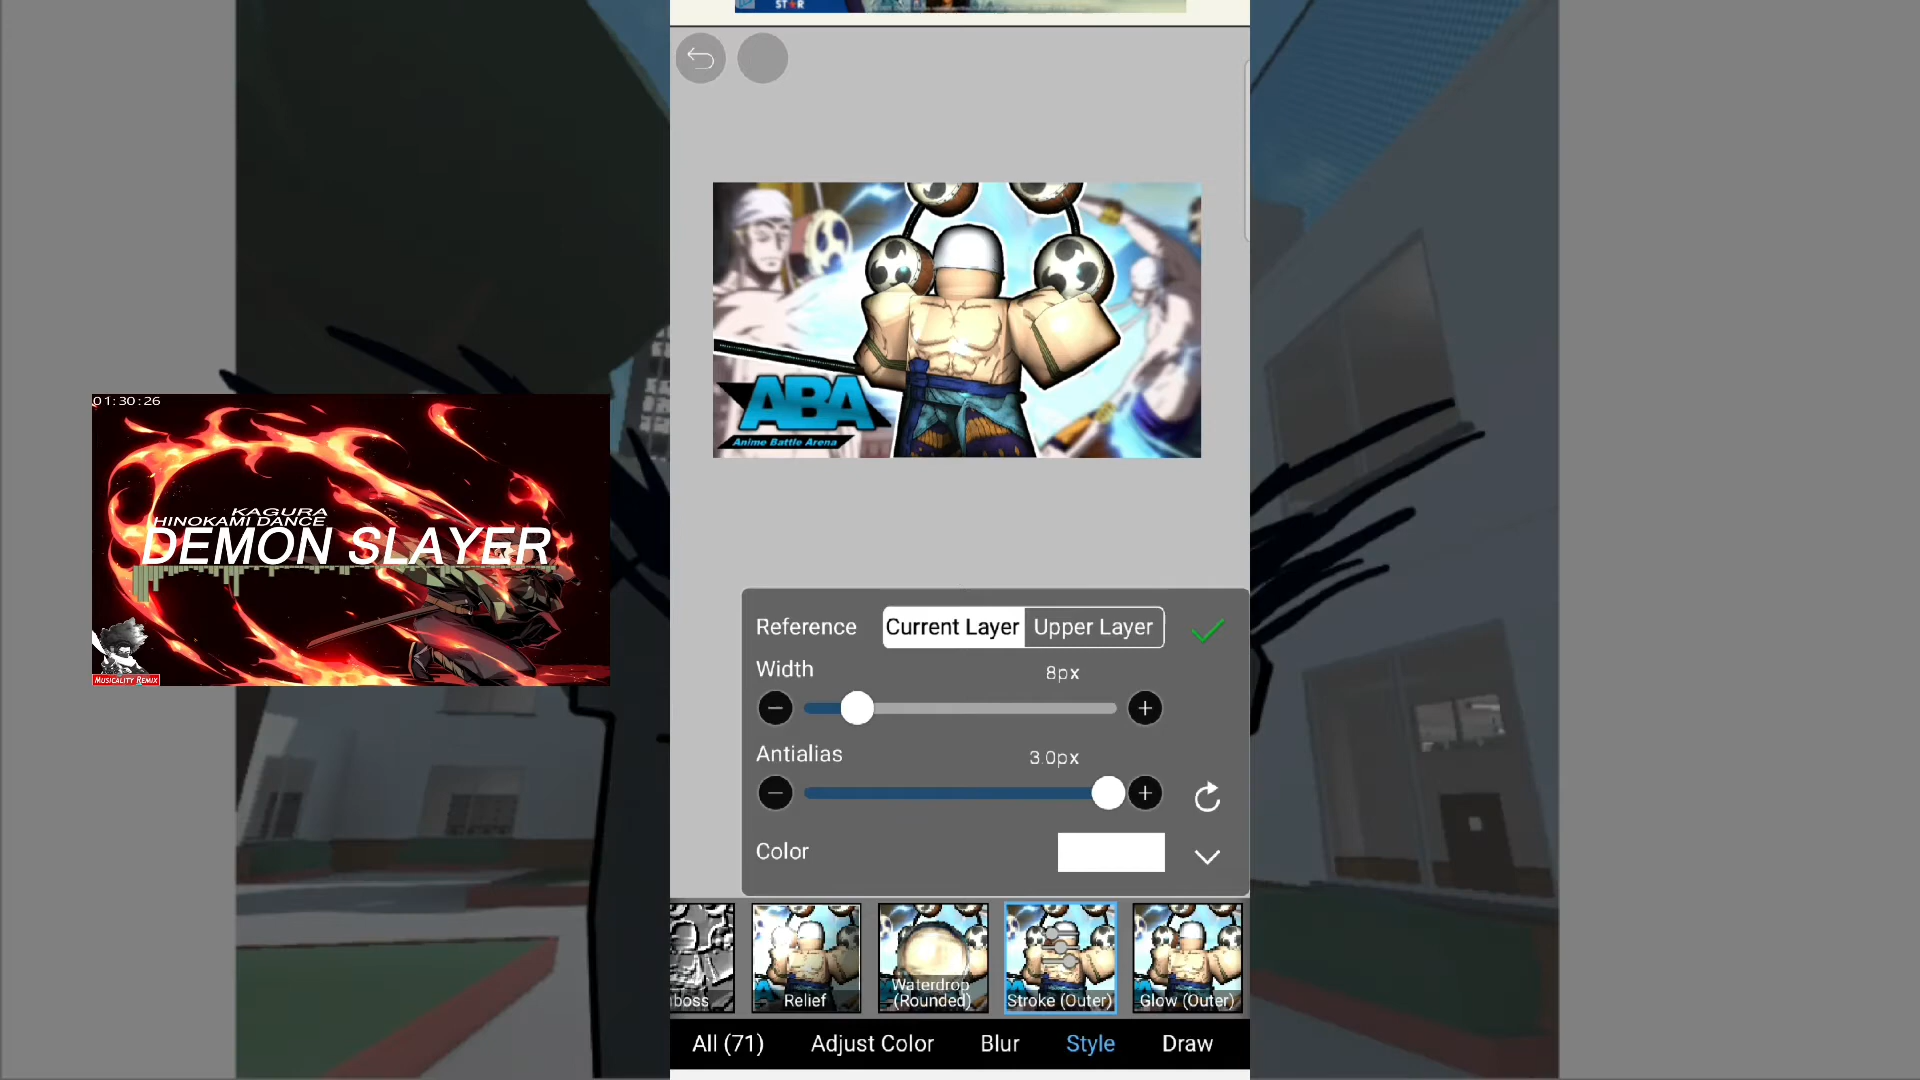 ST★R
01:30:26
KAGURA
HINOKAMI DANCE
DEMON SLAYER
MUSICALITY REMIX
ABA
Anime Battle Arena
Reference
Current Layer
Upper Layer
Width
8px
Antialias
3.0px
Color
boss
Relief
Waterdrop
(Rounded)
Stroke (Outer)
Glow (Outer)
ABA
All (71)
Adjust Color
Blur
Style
Draw